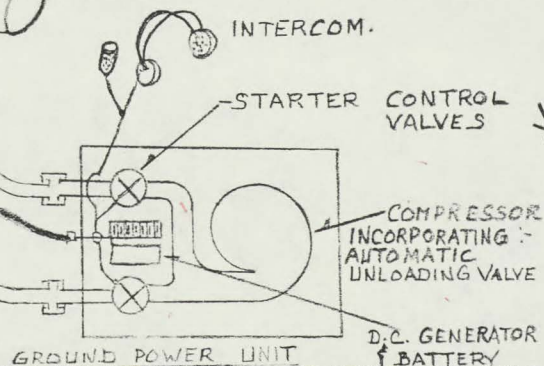 INTERCOM.
STARTER CONTROL
VALVES
COMPRESSOR
INCORPORATING :-
AUTOMATIC
UNLOADING VALVE
D.C. GENERATOR
& BATTERY
GROUND POWER UNIT